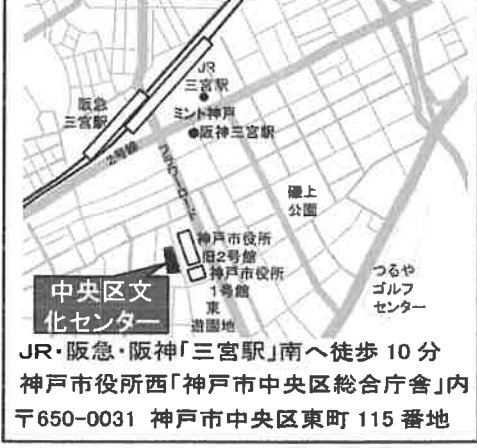 JR
三宮駅
阪急
三宮駅
ミント神戸
阪神三宮駅
2号線
フラワーロード
磯上
公園
神戸市役所
旧2号館
神戸市役所
1号館
東
遊園地
つるや
ゴルフ
センター
中央区文
化センター
JR・阪急・阪神「三宮駅」南へ徒歩 10 分
神戸市役所西「神戸市中央区総合庁舎」内
〒650-0031 神戸市中央区東町 115 番地